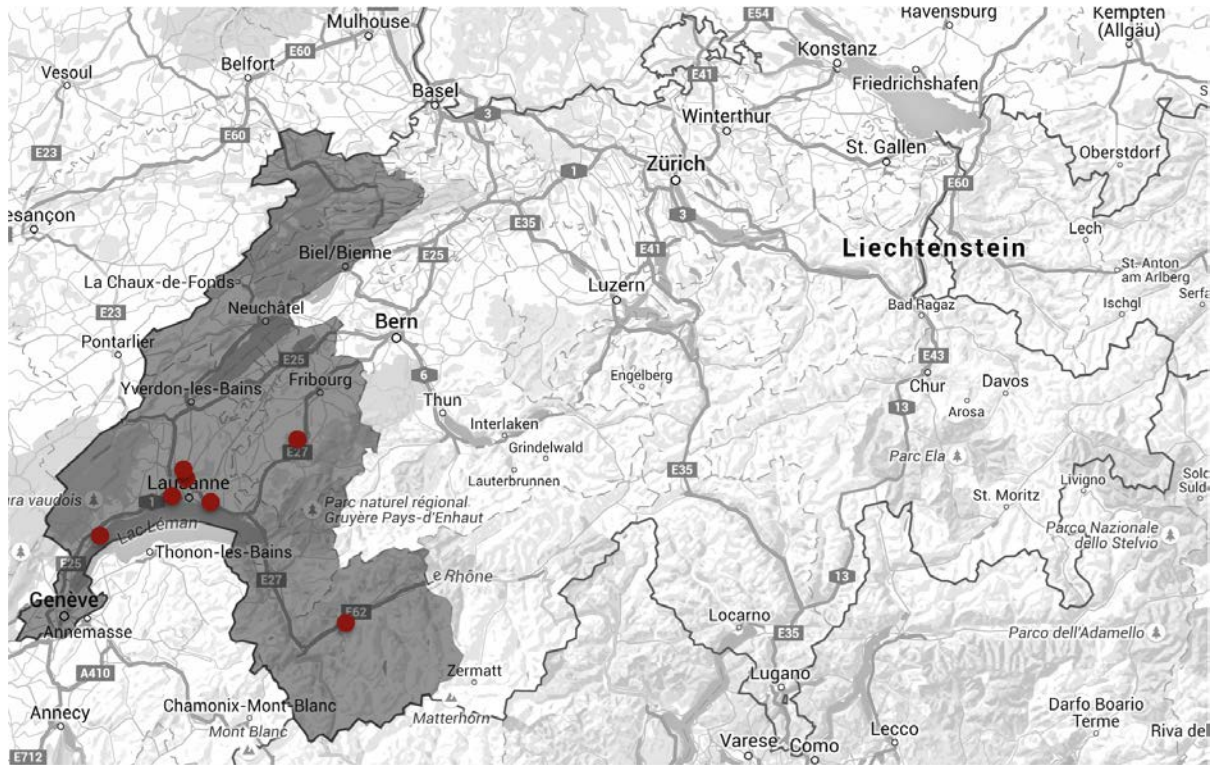 E54
Ravensburg
Mulhouse
Kempten
(Allgäu)
E60
Konstanz
Belfort
Vesoul
E41
Friedrichshafen
Basel
3
Winterthur
E60
St. Gallen
Oberstdorf
E23
Zürich
1
E60
esançon
3
E35
Lech
Liechtenstein
E41
Biel/Bienne
E25
St. Anton
am Arlberg
La Chaux-de-Fonds
Luzern
Ischgl
Serfa
Neuchâtel
Bad Ragaz
E23
Bern
Pontarlier
E25
E43
Fribourg
6
Engelberg
Chur
Davos
Yverdon-les-Bains
Thun
13
Arosa
Interlaken
Grindelwald
E27
Parc Ela
E35
Lauterbrunnen
Livigno
Solc
Lausanne
Suld
ura vaudois
1
St. Moritz
Parc naturel régional
Gruyère Pays-d'Enhaut
Lac Léman
Parco Nazionale
dello Stelvio
Thonon-les-Bains
E25
E27
Le Rhône
13
Genève
E62
Locarno
Annemasse
E35
Parco dell'Adamello
A410
Zermatt
Lugano
Chamonix-Mont-Blanc
Annecy
Matterhorn
Darfo Boario
Terme
Mont Blanc
Lecco
Riva del
Varese
Como
E712